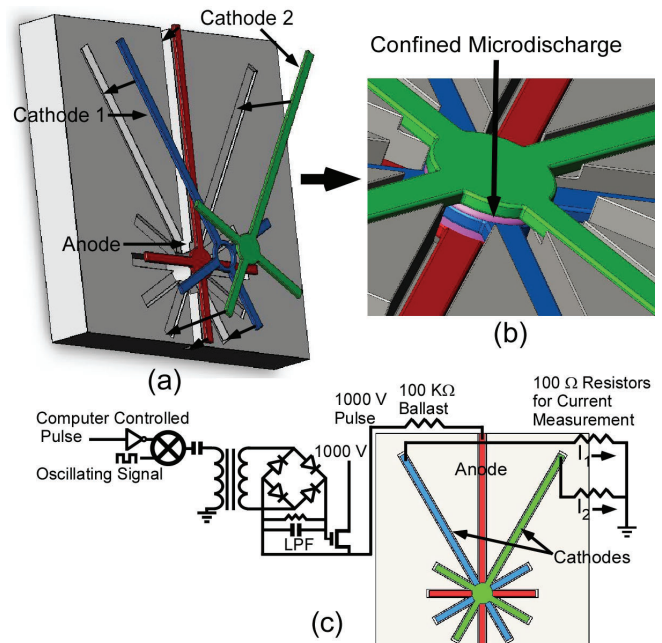 Cathode 2
Cathode 1
Anode
(a)
Confined Microdischarge
(b)
Computer Controlled
Pulse
Oscillating Signal
LPF
1000 V
1000 V
Pulse
100 KΩ
Ballast
100 Ω Resistors
for Current
Measurement
I1
I2
Anode
Cathodes
(c)